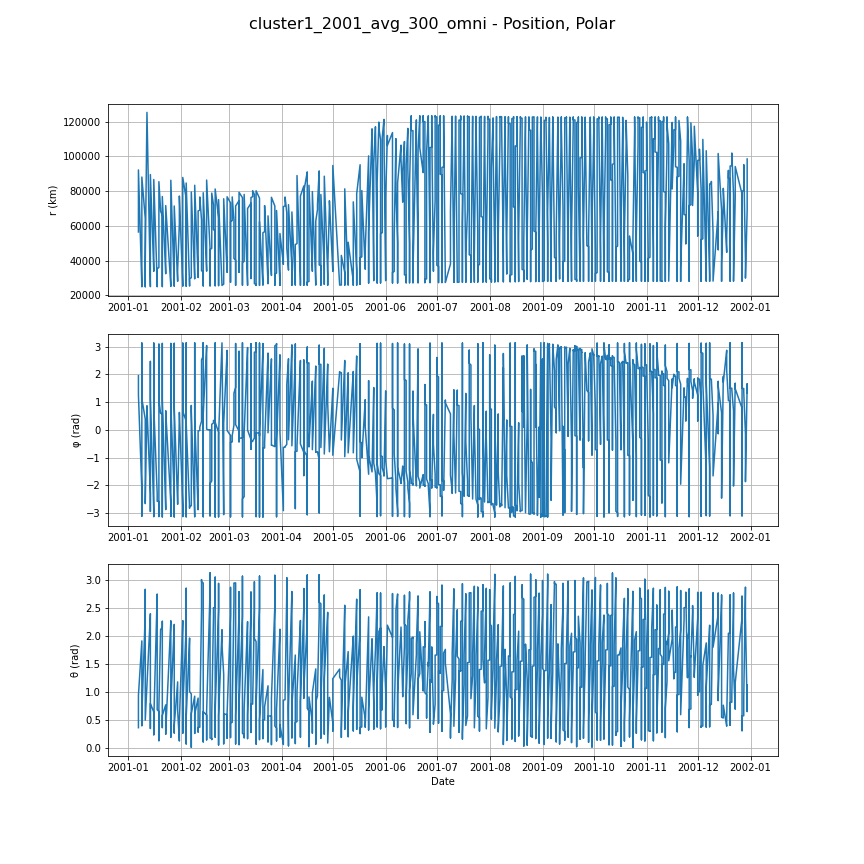 cluster1_2001_avg_300_omni - Position, Polar
120000
100000
80000
60000
40000
20000
r (km)
2001-01 2001-02 2001-03 2001-04 2001-05 2001-06 2001-07 2001-08 2001-09 2001-10 2001-11 2001-12 2002-01
3
2
1
0
−1
−2
−3
φ (rad)
2001-01 2001-02 2001-03 2001-04 2001-05 2001-06 2001-07 2001-08 2001-09 2001-10 2001-11 2001-12 2002-01
3.0
2.5
2.0
1.5
1.0
0.5
0.0
θ (rad)
2001-01 2001-02 2001-03 2001-04 2001-05 2001-06 2001-07 2001-08 2001-09 2001-10 2001-11 2001-12 2002-01
Date